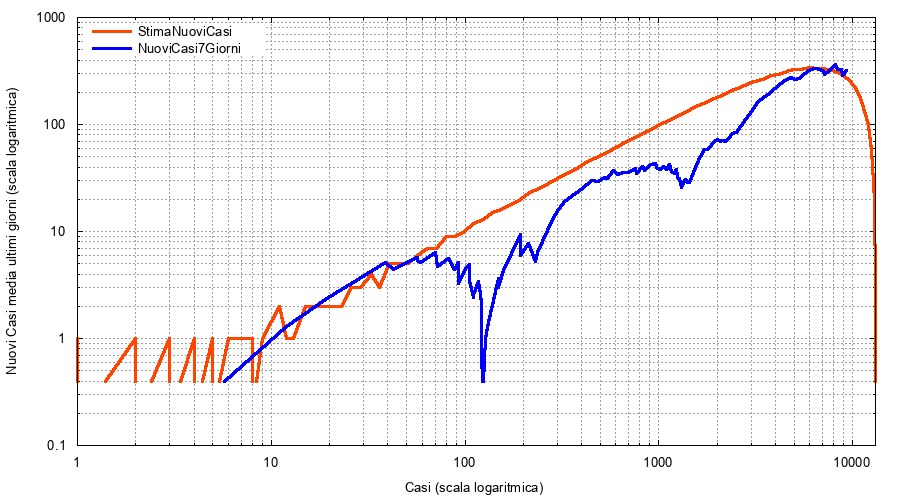 1000
StimaNuoviCasi
NuoviCasi7Giorni
100
10
1
0.1
Nuovi Casi media ultimi giorni (scala logaritmica)
1 10 100 1000 10000
Casi (scala logaritmica)